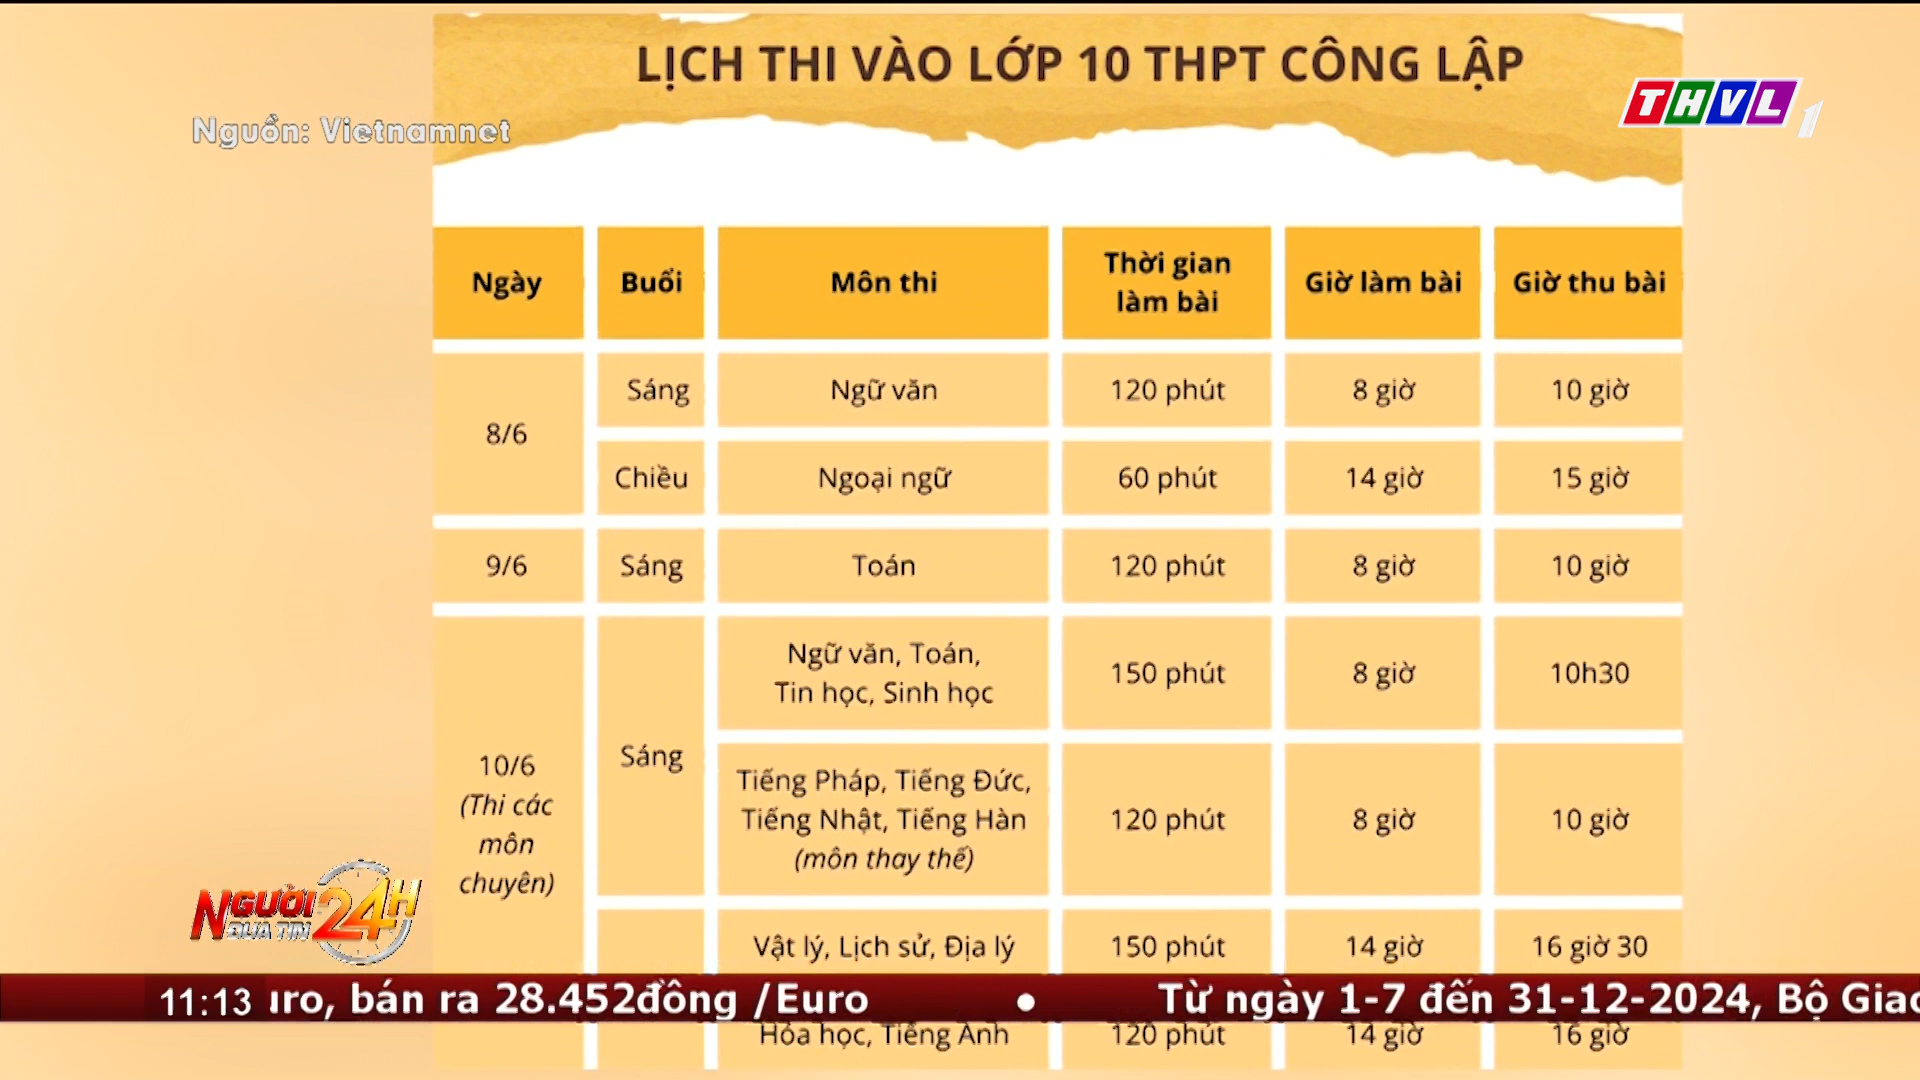 LỊCH THI VÀO LỚP 10 THPT CÔNG LẬP
THVL 1
Nguồn: Vietnamnet
Ngày Buổi Môn thi Thời gian làm bài Giờ làm bài Giờ thu bài
8/6 Sáng Ngữ văn 120 phút 8 giờ 10 giờ
Chiều Ngoại ngữ 60 phút 14 giờ 15 giờ
9/6 Sáng Toán 120 phút 8 giờ 10 giờ
10/6
(Thi các
môn
chuyên)
Sáng
Ngữ văn, Toán,
Tin học, Sinh học
150 phút 8 giờ 10h30
Tiếng Pháp, Tiếng Đức,
Tiếng Nhật, Tiếng Hàn
(môn thay thế)
120 phút 8 giờ 10 giờ
Vật lý, Lịch sử, Địa lý 150 phút 14 giờ 16 giờ 30
Hóa học, Tiếng Anh 120 phút 14 giờ 16 giờ
NGƯỜI
ĐƯA TIN
24H
11:13 uro, bán ra 28.452đồng /Euro • Từ ngày 1-7 đến 31-12-2024, Bộ Giao